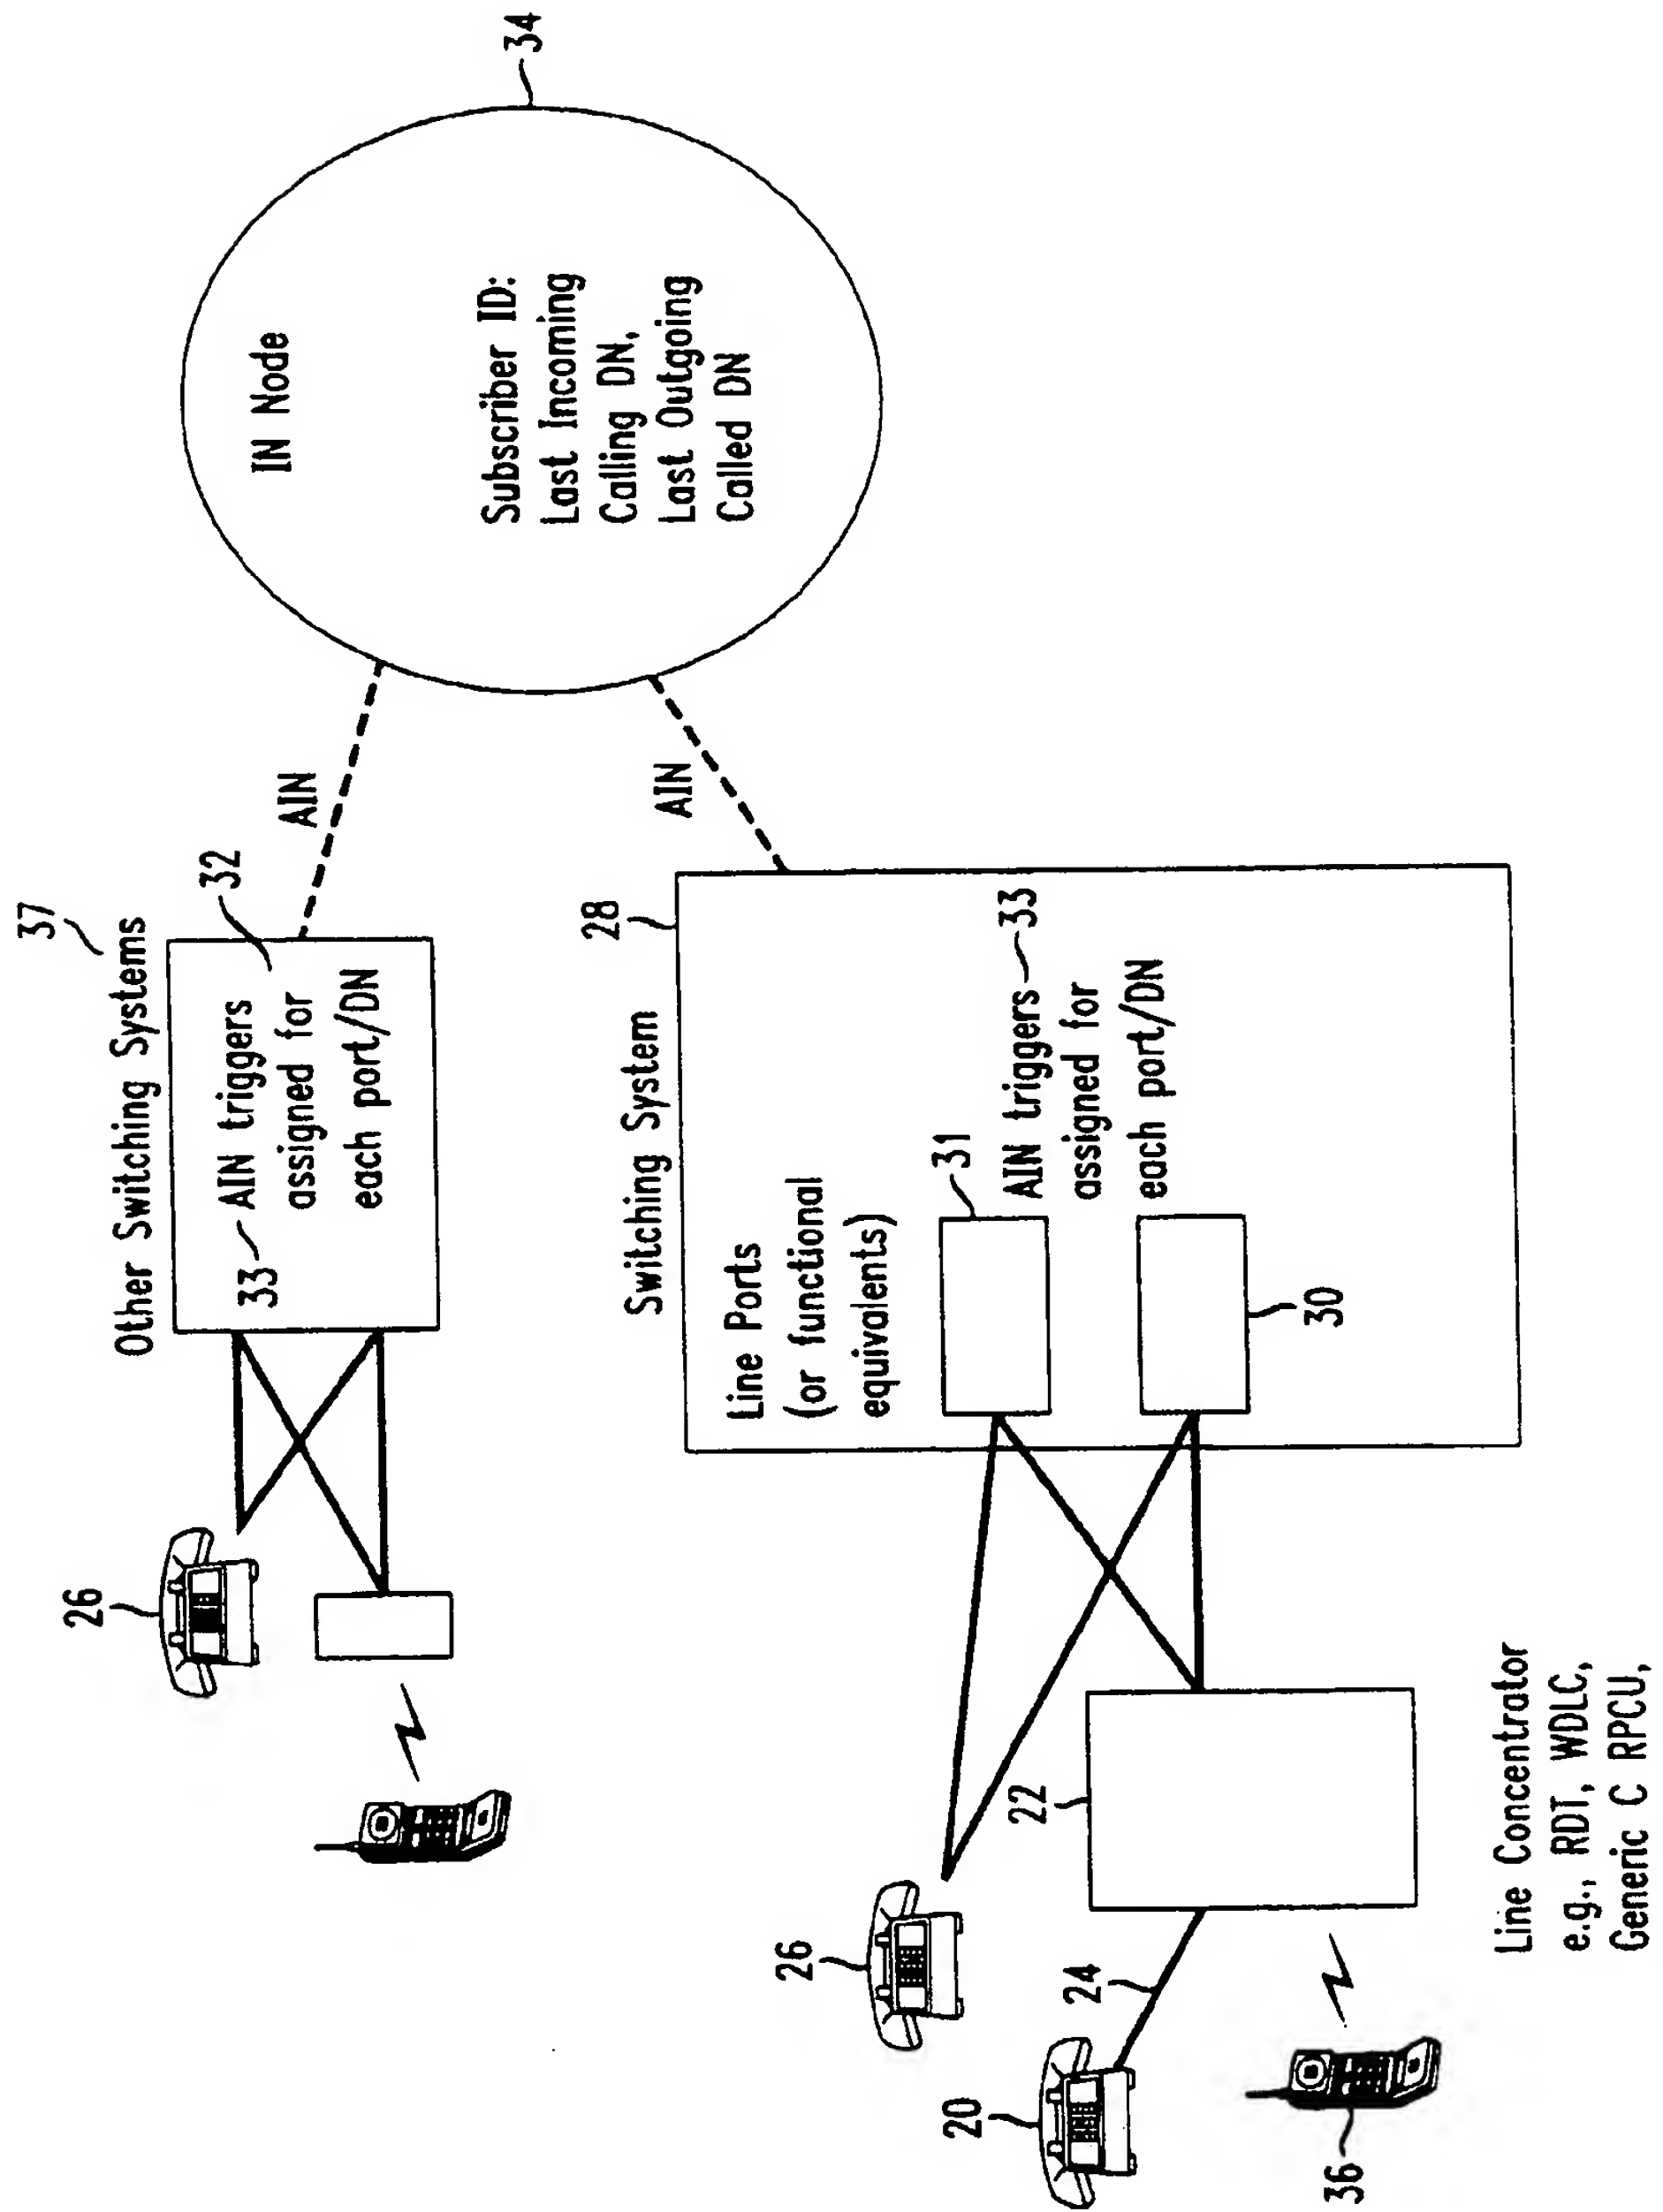 37
Other Switching Systems
32
33
AIN triggers
assigned for
each port/DN
26
AIN
AIN
34
IN Node
Subscriber ID:
Last Incoming
Calling DN,
Last Outgoing
Called DN
28
Switching System
Line Ports
(or functional
equivalents)
31
AIN triggers
33
assigned for
each port/DN
30
26
22
24
20
36
Line Concentrator
e.g., RDT, WDLC,
Generic C RPCU,